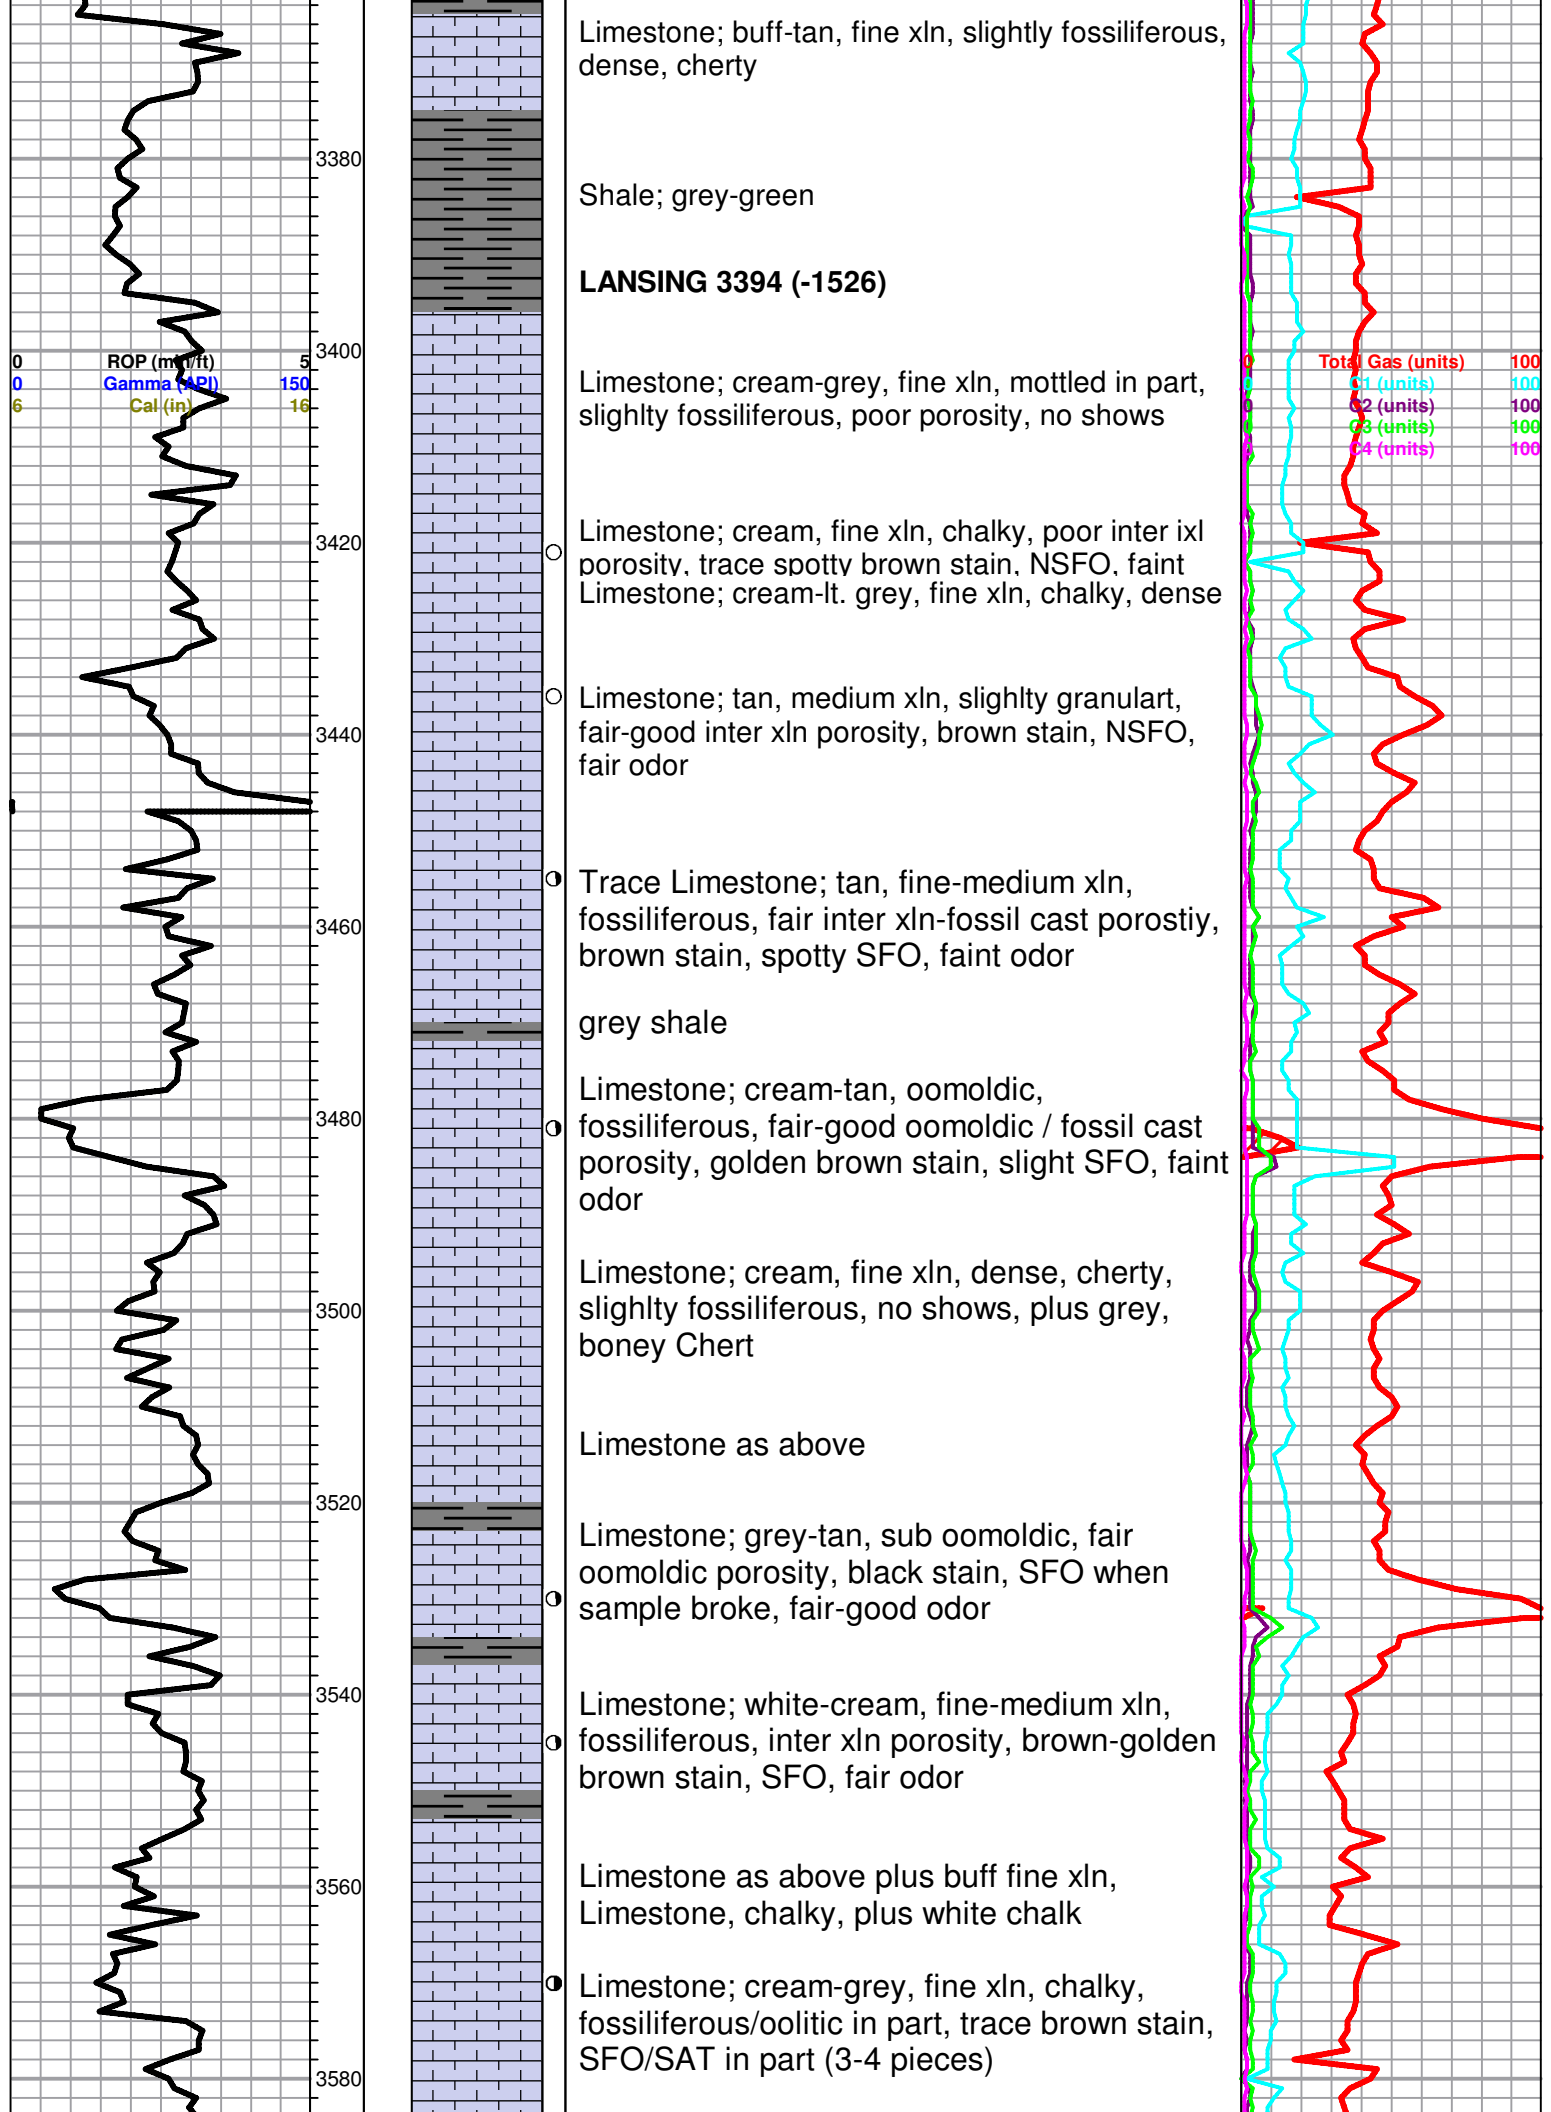 Limestone; buff-tan, fine xln, slightly fossiliferous,
dense, cherty
3380
Shale; grey-green
LANSING 3394 (-1526)
3400
0 ROP (min/ft) 5
0 Gamma (API) 150
6 Cal (in) 16
0 Total Gas (units) 100
0 C1 (units) 100
0 C2 (units) 100
0 C3 (units) 100
0 C4 (units) 100
Limestone; cream-grey, fine xln, mottled in part,
slighlty fossiliferous, poor porosity, no shows
3420
Limestone; cream, fine xln, chalky, poor inter ixl
porosity, trace spotty brown stain, NSFO, faint
Limestone; cream-lt. grey, fine xln, chalky, dense
Limestone; tan, medium xln, slighlty granulart,
fair-good inter xln porosity, brown stain, NSFO,
fair odor
3440
Trace Limestone; tan, fine-medium xln,
fossiliferous, fair inter xln-fossil cast porostiy,
brown stain, spotty SFO, faint odor
3460
grey shale
Limestone; cream-tan, oomoldic,
fossiliferous, fair-good oomoldic / fossil cast
porosity, golden brown stain, slight SFO, faint
odor
3480
Limestone; cream, fine xln, dense, cherty,
slighlty fossiliferous, no shows, plus grey,
boney Chert
3500
Limestone as above
3520
Limestone; grey-tan, sub oomoldic, fair
oomoldic porosity, black stain, SFO when
sample broke, fair-good odor
3540
Limestone; white-cream, fine-medium xln,
fossiliferous, inter xln porosity, brown-golden
brown stain, SFO, fair odor
3560
Limestone as above plus buff fine xln,
Limestone, chalky, plus white chalk
Limestone; cream-grey, fine xln, chalky,
fossiliferous/oolitic in part, trace brown stain,
SFO/SAT in part (3-4 pieces)
3580